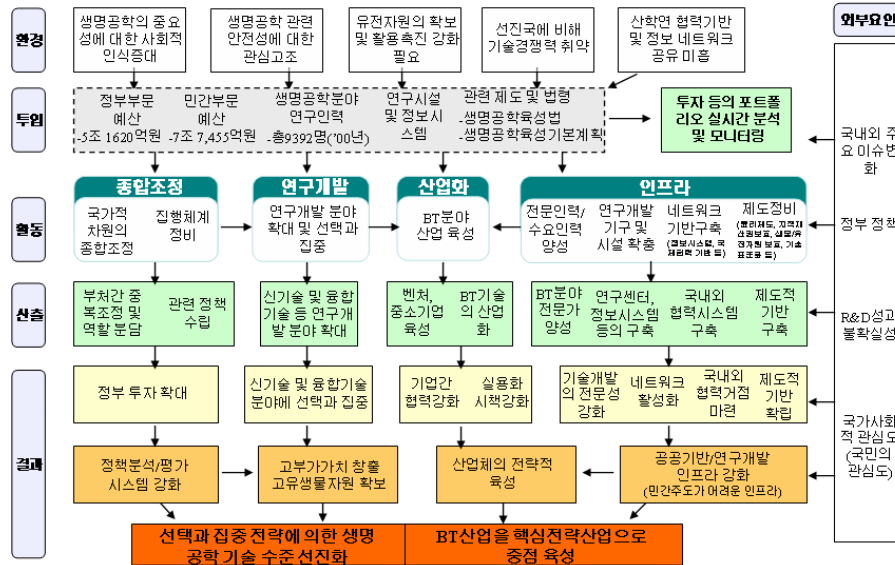 환경
생명공학의 중요
성에 대한 사회적
인식증대
생명공학 관련
안전성에 대한
관심고조
유전자원의 확보
및 활용촉진 강화
필요
선진국에 비해
기술경쟁력 취약
산학연 협력기반
및 정보 네트워크
공유 미흡
외부요인
투입
정부부문
예산
-5조 1620억원
민간부문
예산
-7조 7,455억원
생명공학분야
연구인력
-총9392명('00년)
연구시설
및 정보시
스템
관련 제도 및 법령
-생명공학육성법
-생명공학육성기본계획
투자 등의 포트폴
리오 실시간 분석
및 모니터링
국내외 주
요 이슈변
화
활동
종합조정
국가적
차원의
종합조정
집행체계
정비
연구개발
연구개발 분야
확대 및 선택과
집중
산업화
BT분야
산업 육성
인프라
전문인력/
수요인력
양성
연구개발
기구 및
시설 확충
네트워크
기반구축
(정보시스템, 국
제협력 기반 등)
제도정비
정부 정책
산출
부처간 중
복조정 및
역할 분담
관련 정책
수립
신기술 및 융합
기술 등 연구개
발 분야 확대
벤처,
중소기업
육성
BT기술
의 산업
화
BT분야
전문가
양성
연구센터,
정보시스템
등의 구축
국내외
협력시스템
구축
제도적
기반
구축
R&D성과
불확실성
결과
정부 투자 확대
신기술 및 융합기술
분야에 선택과 집중
기업간
협력강화
실용화
시책강화
기술개발
의 전문성
강화
네트워크
활성화
국내외
협력거점
마련
제도적
기반
확립
국가사회
적 관심도
(국민의
관심도)
정책분석/평가
시스템 강화
고부가가치 창출
고유생물자원 확보
산업체의 전략적
육성
공공기반/연구개발
인프라 강화
(민간주도가 어려운 인프라)
선택과 집중 전략에 의한 생명
공학 기술 수준 선진화
BT산업을 핵심전략산업으로
중점 육성